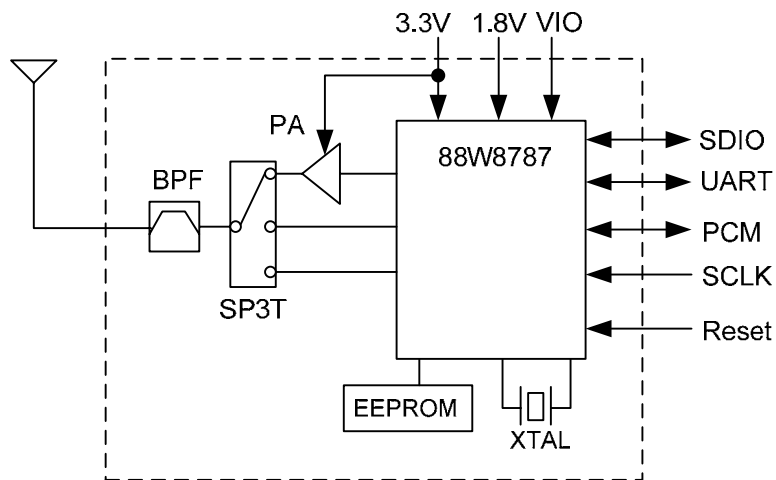 3.3V
1.8V
VIO
PA
88W8787
SDIO
BPF
UART
PCM
SCLK
SP3T
Reset
EEPROM
XTAL